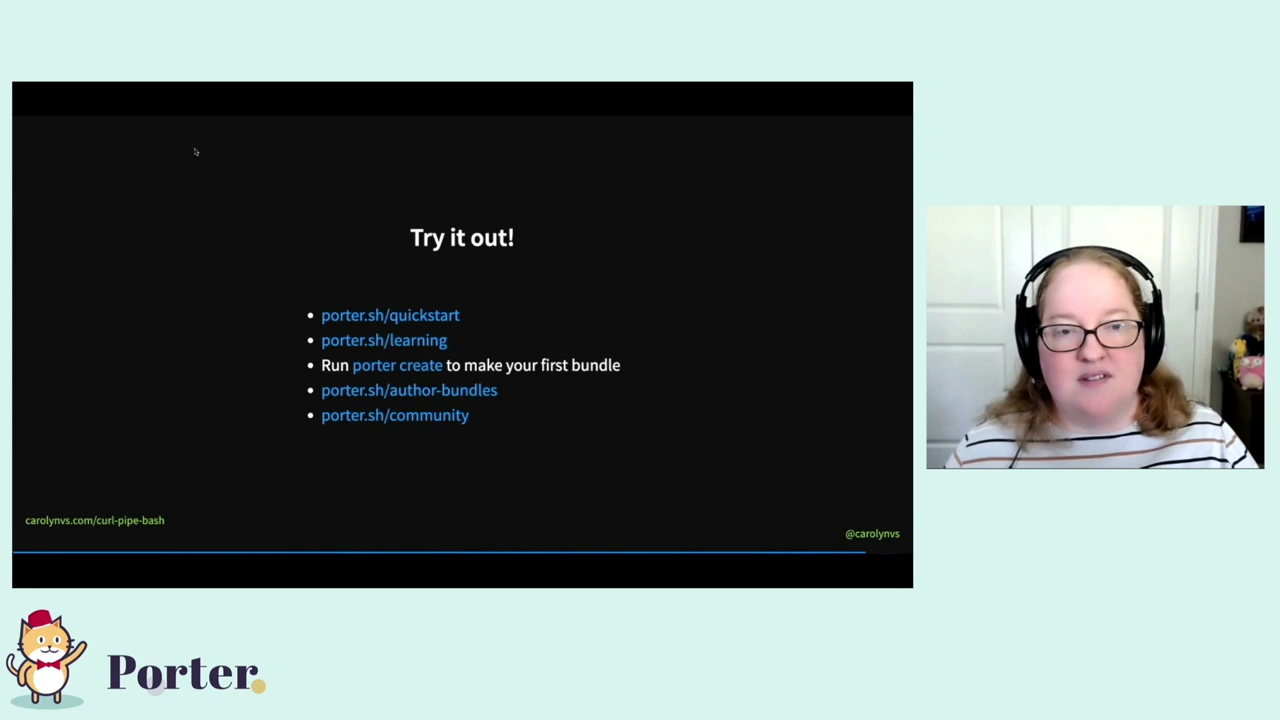 Try it out!
porter.sh/quickstart
porter.sh/learning
Run porter create to make your first bundle
porter.sh/author-bundles
porter.sh/community
carolynvs.com/curl-pipe-bash
@carolynvs
Porter.